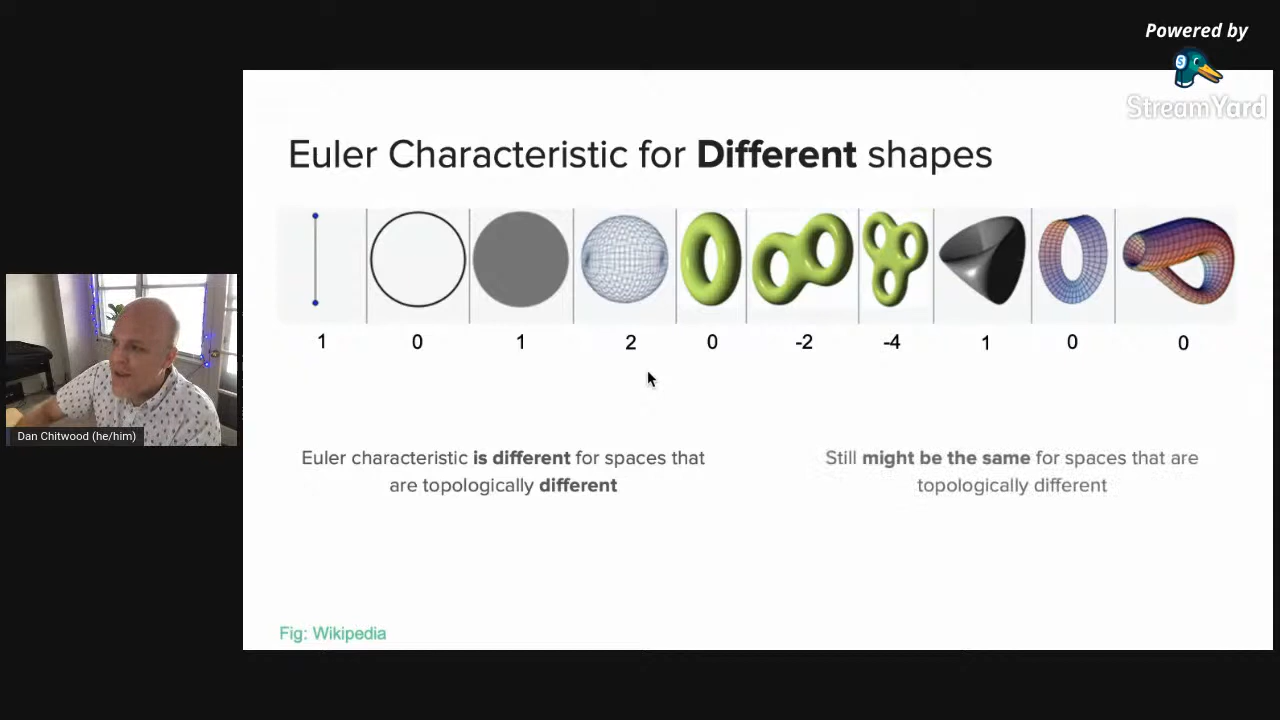 Powered by
StreamYard
Euler Characteristic for Different shapes
1 0 1 2 0 -2 -4 1 0 0
Dan Chitwood (he/him)
Euler characteristic is different for spaces that
are topologically different
Still might be the same for spaces that are
topologically different
Fig: Wikipedia